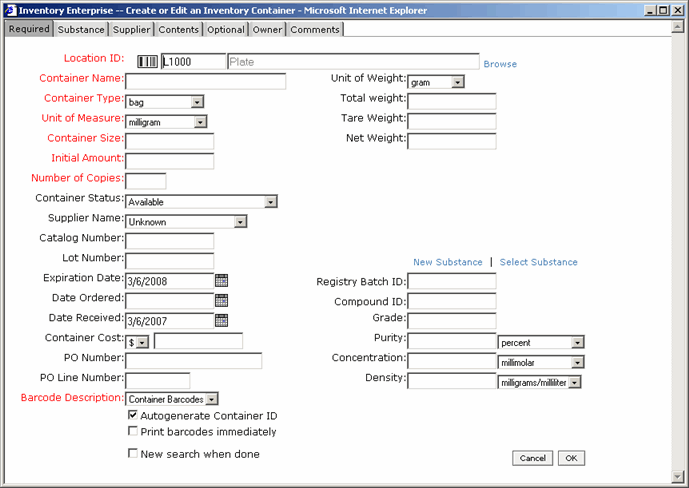 Inventory Enterprise -- Create or Edit an Inventory Container - Microsoft Internet Explorer
Required Substance Supplier Contents Optional Owner Comments
Location ID: L1000 Plate Browse
Container Name: Unit of Weight: gram
Container Type: bag Total weight:
Unit of Measure: milligram Tare Weight:
Container Size: Net Weight:
Initial Amount:
Number of Copies:
Container Status: Available
Supplier Name: Unknown
Catalog Number:
Lot Number: New Substance | Select Substance
Expiration Date: 3/6/2008 Registry Batch ID:
Date Ordered: Compound ID:
Date Received: 3/6/2007 Grade:
Container Cost: $ Purity: percent
PO Number: Concentration: millimolar
PO Line Number: Density: milligrams/milliliter
Barcode Description: Container Barcodes
Autogenerate Container ID
Print barcodes immediately
New search when done Cancel OK